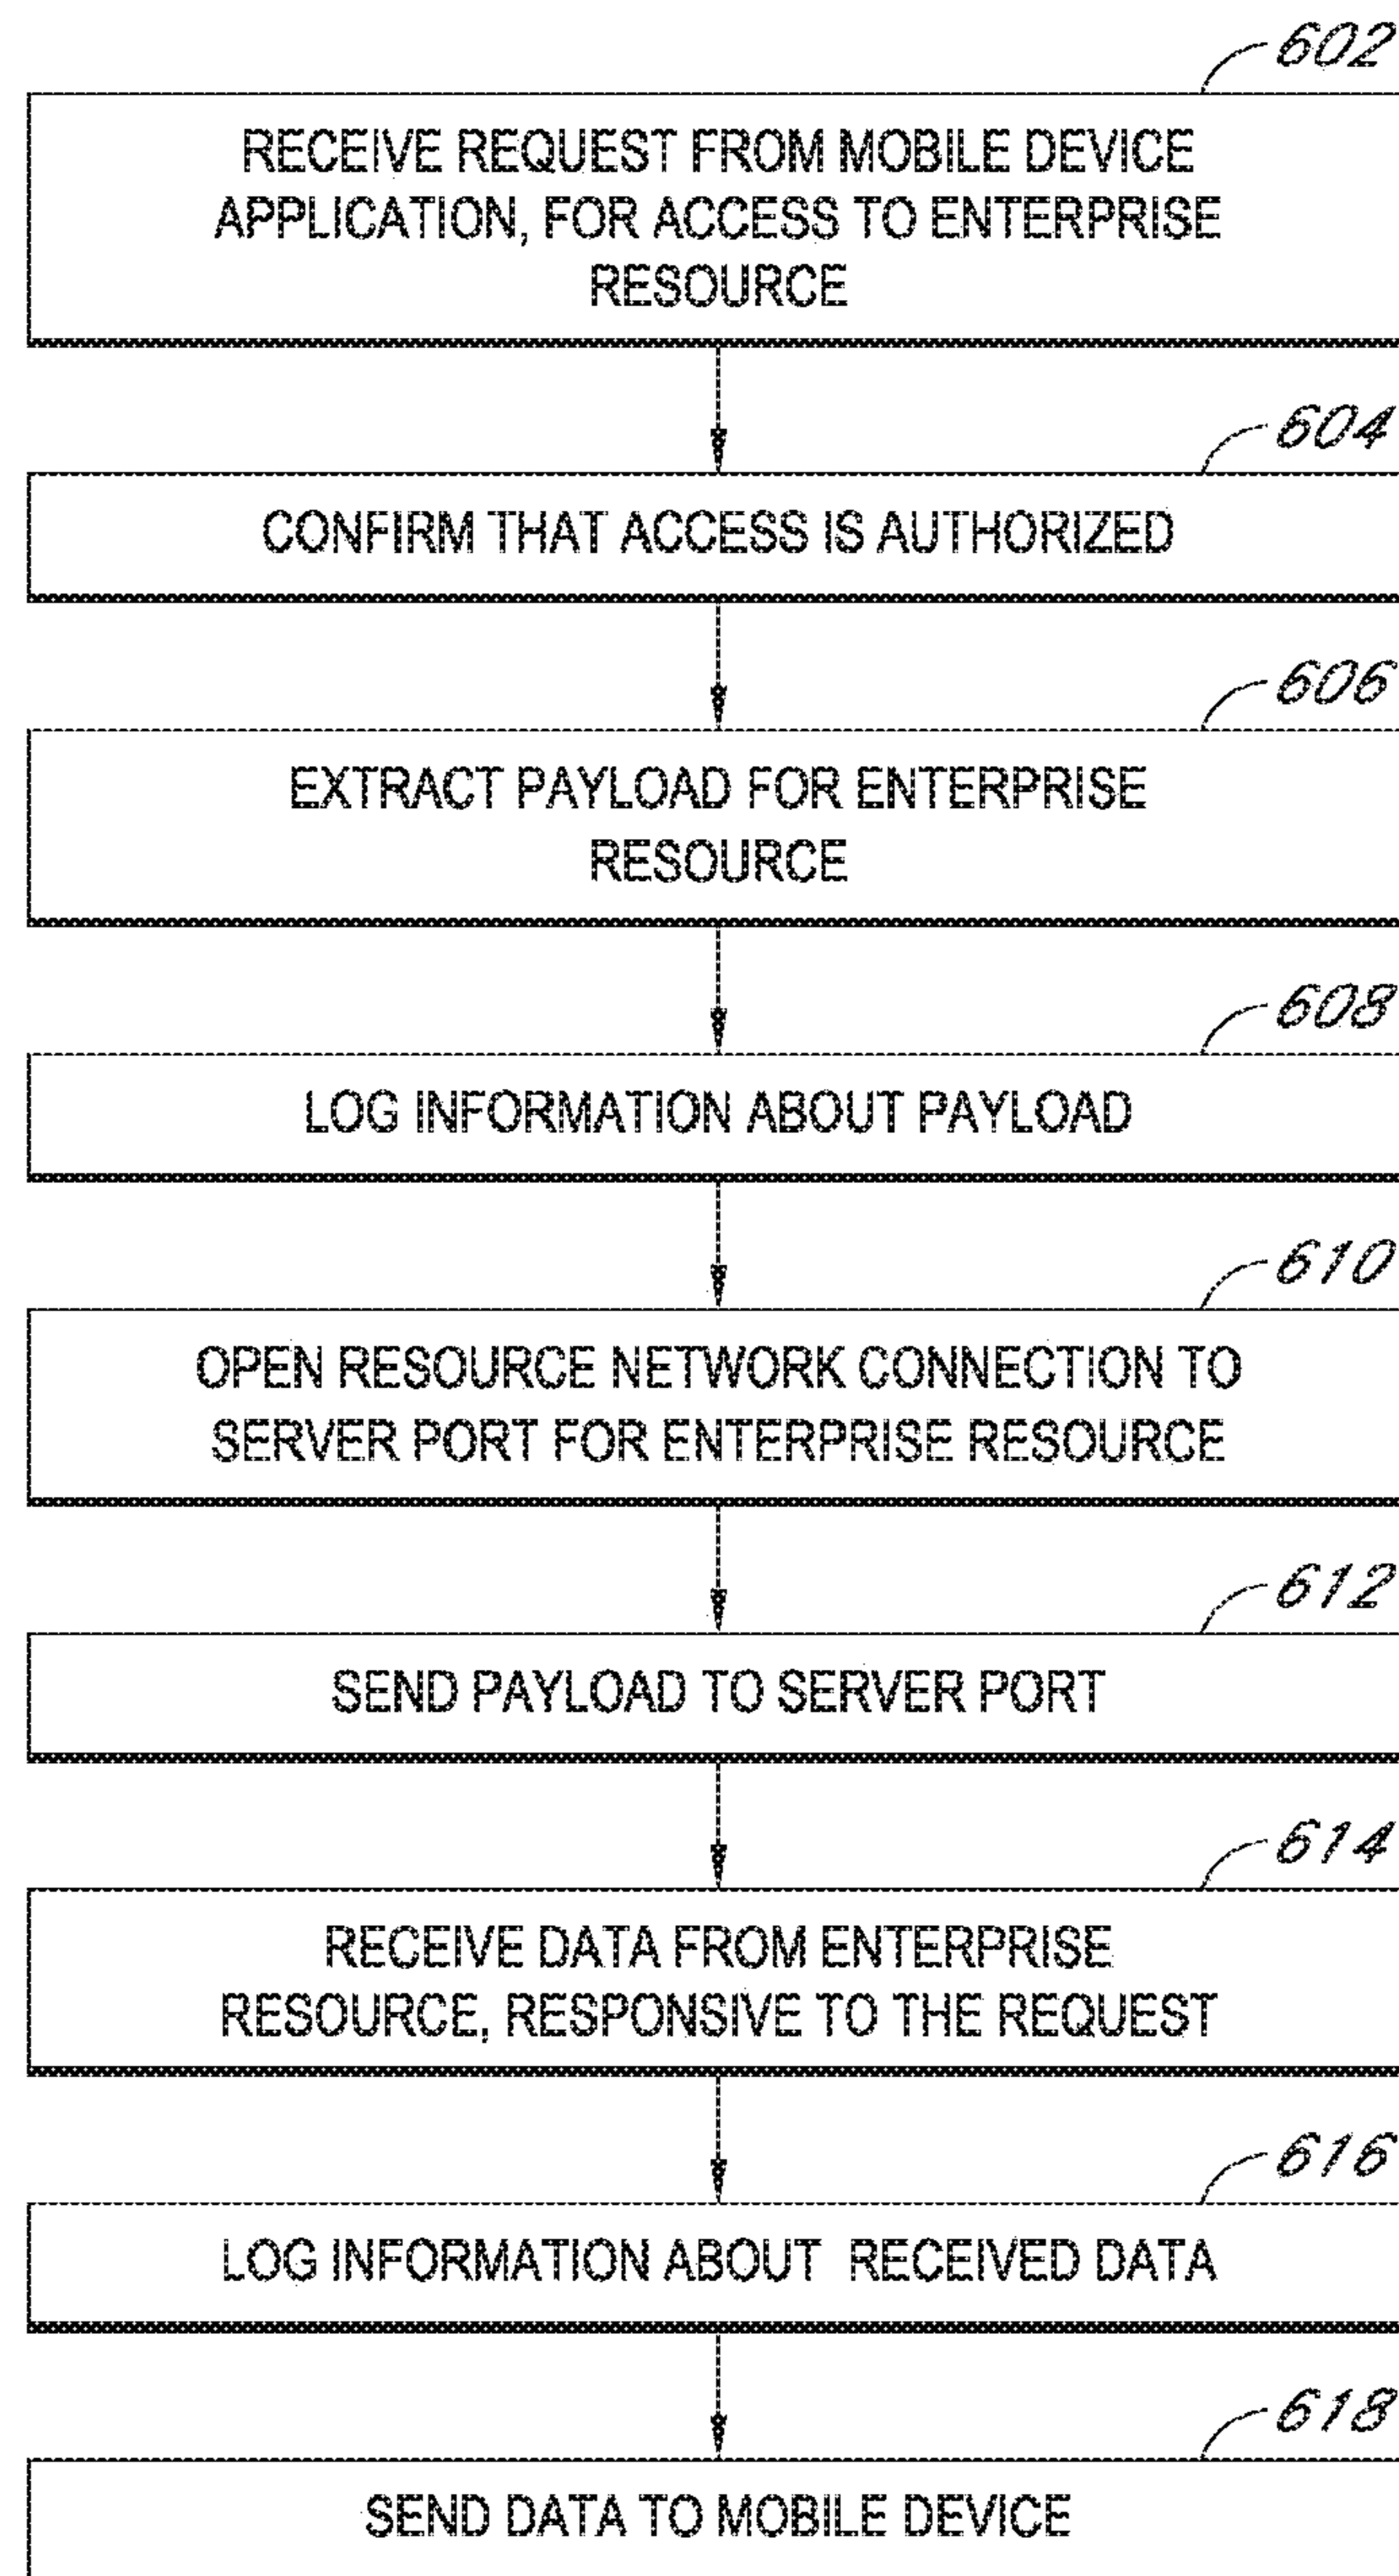 602
RECEIVE REQUEST FROM MOBILE DEVICE
APPLICATION, FOR ACCESS TO ENTERPRISE
RESOURCE
604
CONFIRM THAT ACCESS IS AUTHORIZED
606
EXTRACT PAYLOAD FOR ENTERPRISE
RESOURCE
608
LOG INFORMATION ABOUT PAYLOAD
610
OPEN RESOURCE NETWORK CONNECTION TO
SERVER PORT FOR ENTERPRISE RESOURCE
612
SEND PAYLOAD TO SERVER PORT
614
RECEIVE DATA FROM ENTERPRISE
RESOURCE, RESPONSIVE TO THE REQUEST
616
LOG INFORMATION ABOUT RECEIVED DATA
618
SEND DATA TO MOBILE DEVICE